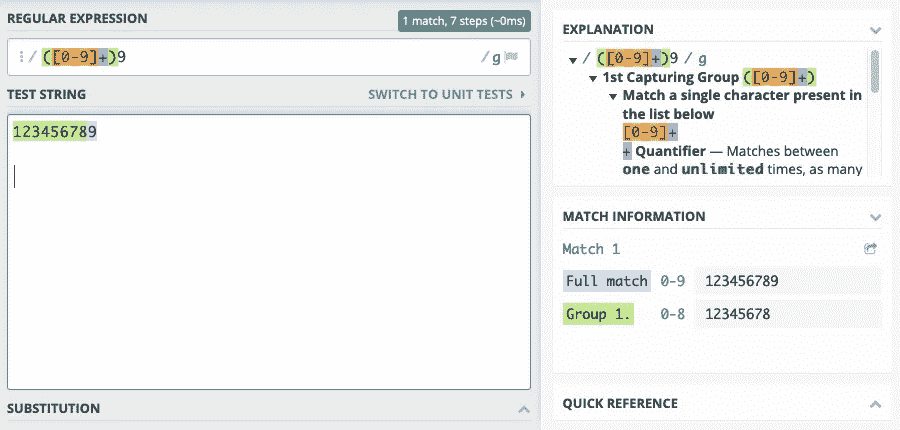 REGULAR EXPRESSION
1 match, 7 steps (~0ms)
/ ([0-9]+)9
/ g
TEST STRING
SWITCH TO UNIT TESTS
123456789
SUBSTITUTION
EXPLANATION
/ ([0-9]+)9 / g
1st Capturing Group ([0-9]+)
Match a single character present in
the list below
[0-9]+
+ Quantifier — Matches between
one and unlimited times, as many
MATCH INFORMATION
Match 1
Full match 0-9 123456789
Group 1. 0-8 12345678
QUICK REFERENCE